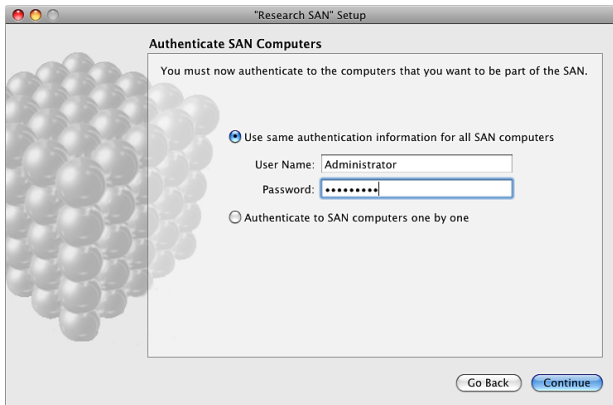 "Research SAN" Setup
Authenticate SAN Computers
You must now authenticate to the computers that you want to be part of the SAN.
Use same authentication information for all SAN computers
User Name: Administrator
Password: •••••••••
Authenticate to SAN computers one by one
Go Back Continue